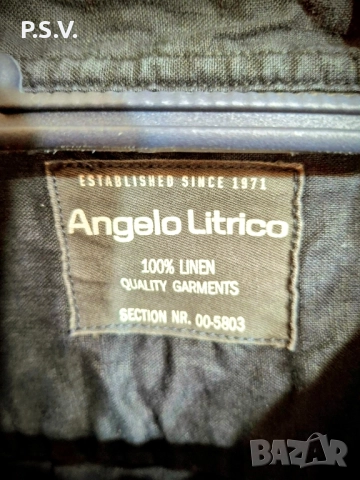 P.S.V.
ESTABLISHED SINCE 1971
Angelo Litrico
100% LINEN
QUALITY GARMENTS
SECTION NR. 00-5803
BAZAR